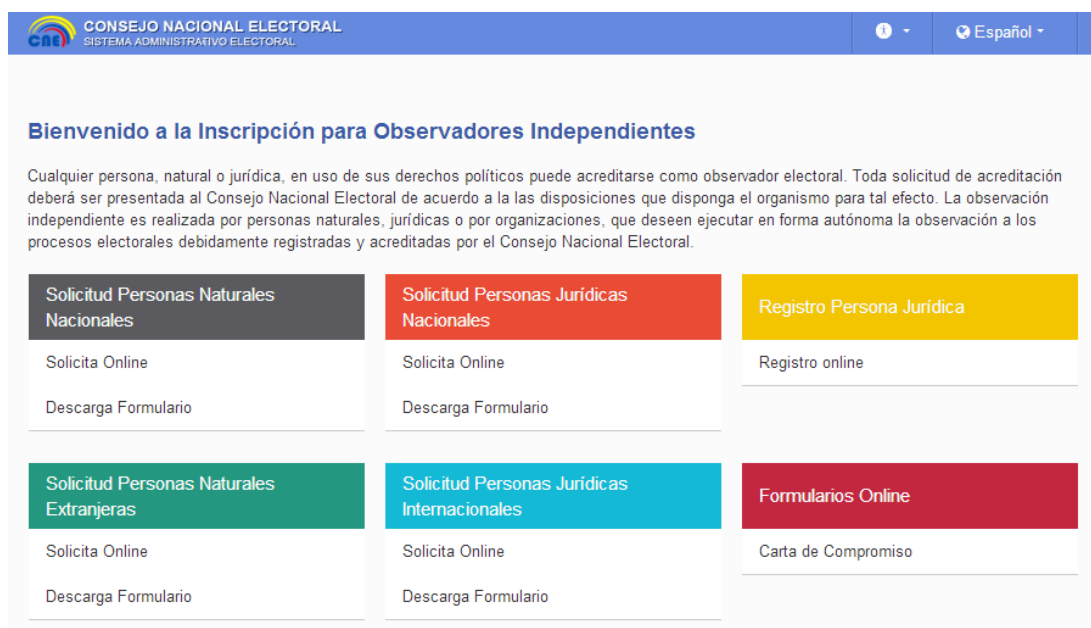 CNE
CONSEJO NACIONAL ELECTORAL
SISTEMA ADMINISTRATIVO ELECTORAL
Español
Bienvenido a la Inscripción para Observadores Independientes
Cualquier persona, natural o jurídica, en uso de sus derechos políticos puede acreditarse como observador electoral. Toda solicitud de acreditación
deberá ser presentada al Consejo Nacional Electoral de acuerdo a la las disposiciones que disponga el organismo para tal efecto. La observación
independiente es realizada por personas naturales, jurídicas o por organizaciones, que deseen ejecutar en forma autónoma la observación a los
procesos electorales debidamente registradas y acreditadas por el Consejo Nacional Electoral.
Solicitud Personas Naturales
Nacionales
Solicita Online
Descarga Formulario
Solicitud Personas Jurídicas
Nacionales
Solicita Online
Descarga Formulario
Registro Persona Jurídica
Registro online
Solicitud Personas Naturales
Extranjeras
Solicita Online
Descarga Formulario
Solicitud Personas Jurídicas
Internacionales
Solicita Online
Descarga Formulario
Formularios Online
Carta de Compromiso